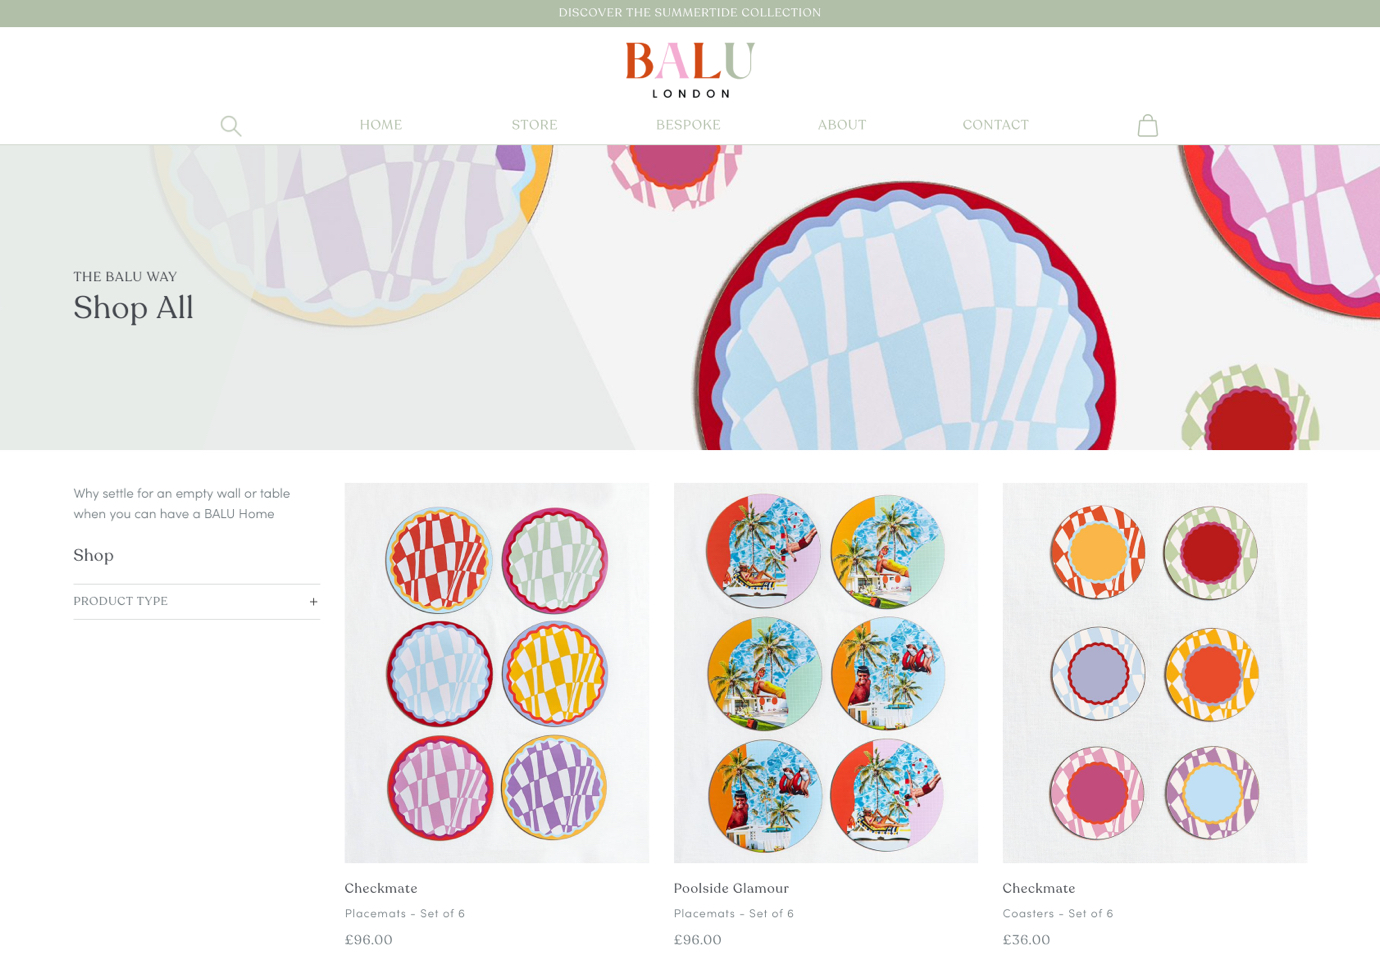 DISCOVER THE SUMMERTIDE COLLECTION
BALU
LONDON
HOME
STORE
BESPOKE
ABOUT
CONTACT
THE BALU WAY
Shop All
Why settle for an empty wall or table
when you can have a BALU Home
Shop
PRODUCT TYPE +
Checkmate
Placemats - Set of 6
£96.00
Poolside Glamour
Placemats - Set of 6
£96.00
Checkmate
Coasters - Set of 6
£36.00